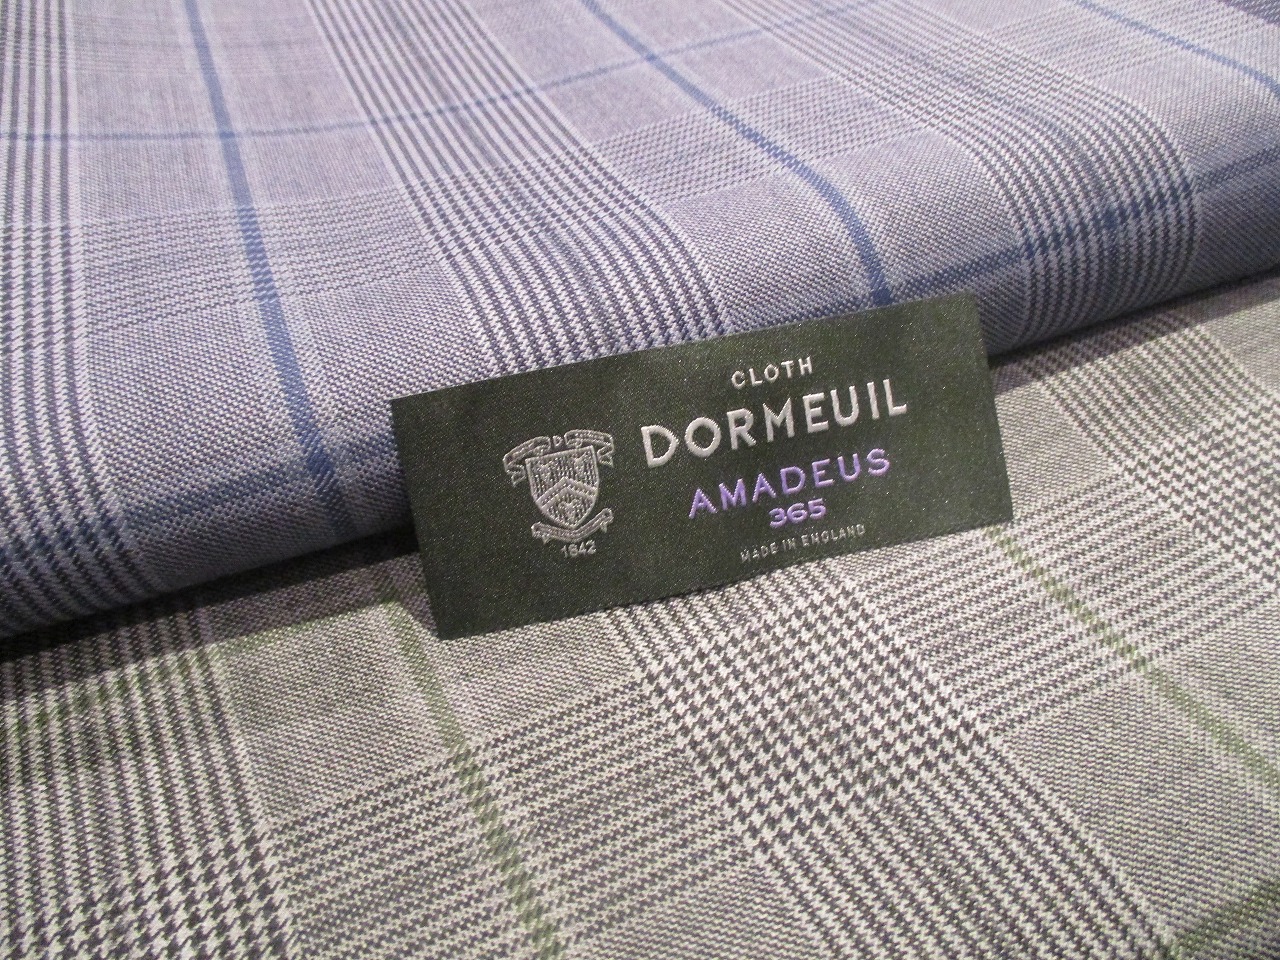 CLOTH
DORMEUIL
AMADEUS
365
MADE IN ENGLAND
D
1842